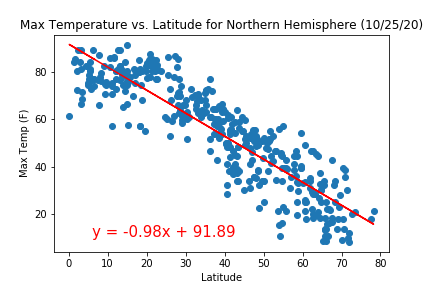 Max Temperature vs. Latitude for Northern Hemisphere (10/25/20)
Max Temp (F)
80
60
40
20
y = -0.98x + 91.89
0 10 20 30 40 50 60 70 80
Latitude